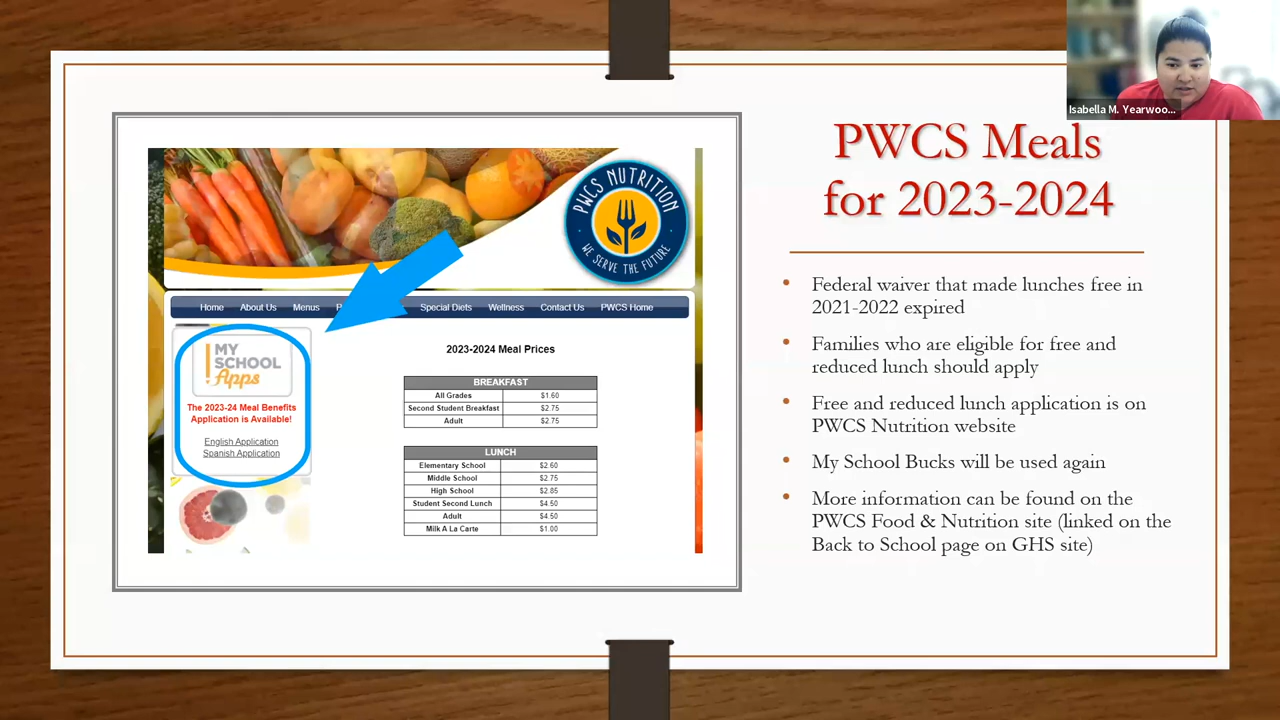 Isabella M. Yearwoo...
PWCS Meals
for 2023-2024
PWCS NUTRITION
· WE SERVE THE FUTURE ·
Home About Us Menus Special Diets Wellness Contact Us PWCS Home
MY
SCHOOL
Apps
The 2023-24 Meal Benefits
Application is Available!
English Application
Spanish Application
2023-2024 Meal Prices
BREAKFAST
All Grades $1.60
Second Student Breakfast $2.75
Adult $2.75
LUNCH
Elementary School $2.60
Middle School $2.75
High School $2.85
Student Second Lunch $4.50
Adult $4.50
Milk A La Carte $1.00
• Federal waiver that made lunches free in
2021-2022 expired
• Families who are eligible for free and
reduced lunch should apply
• Free and reduced lunch application is on
PWCS Nutrition website
• My School Bucks will be used again
• More information can be found on the
PWCS Food & Nutrition site (linked on the
Back to School page on GHS site)